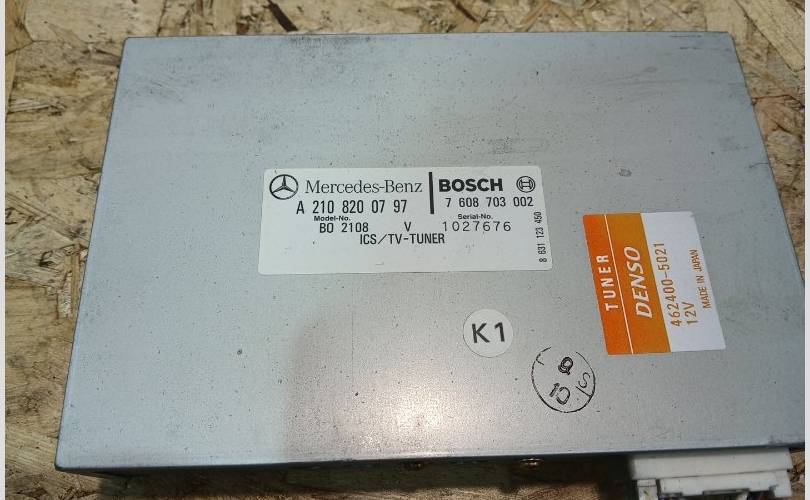 Mercedes-Benz
BOSCH
A 210 820 07 97
7 608 703 002
Model-No.
Serial-No.
BO 2108 V
1027676
ICS/TV-TUNER
8 631 123 450
TUNER
DENSO
462400-5021
12V
MADE IN JAPAN
K1